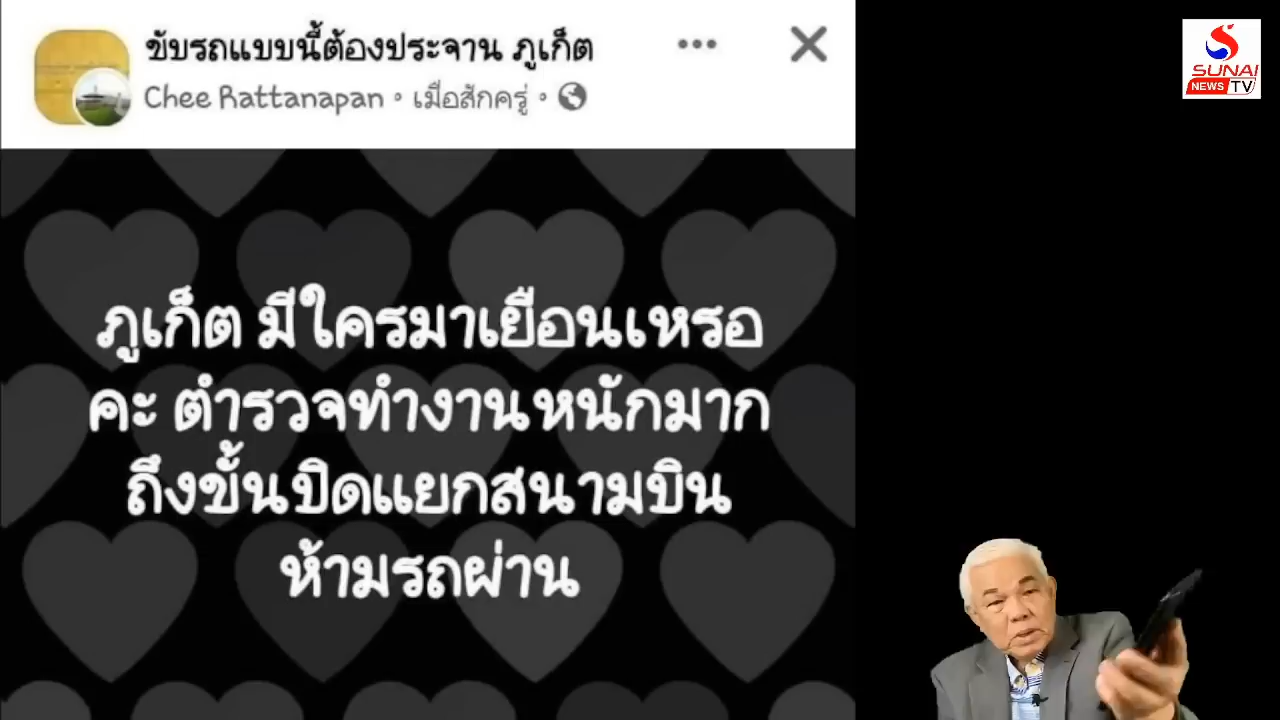 ขับรถแบบนี้ต้องประจาน ภูเก็ต
Chee Rattanapan • เมื่อสักครู่ •
SUNAI
NEWS TV
ภูเก็ต มีใครมาเยือนเหรอ
คะ ตำรวจทำงานหนักมาก
ถึงขั้นปิดแยกสนามบิน
ห้ามรถผ่าน